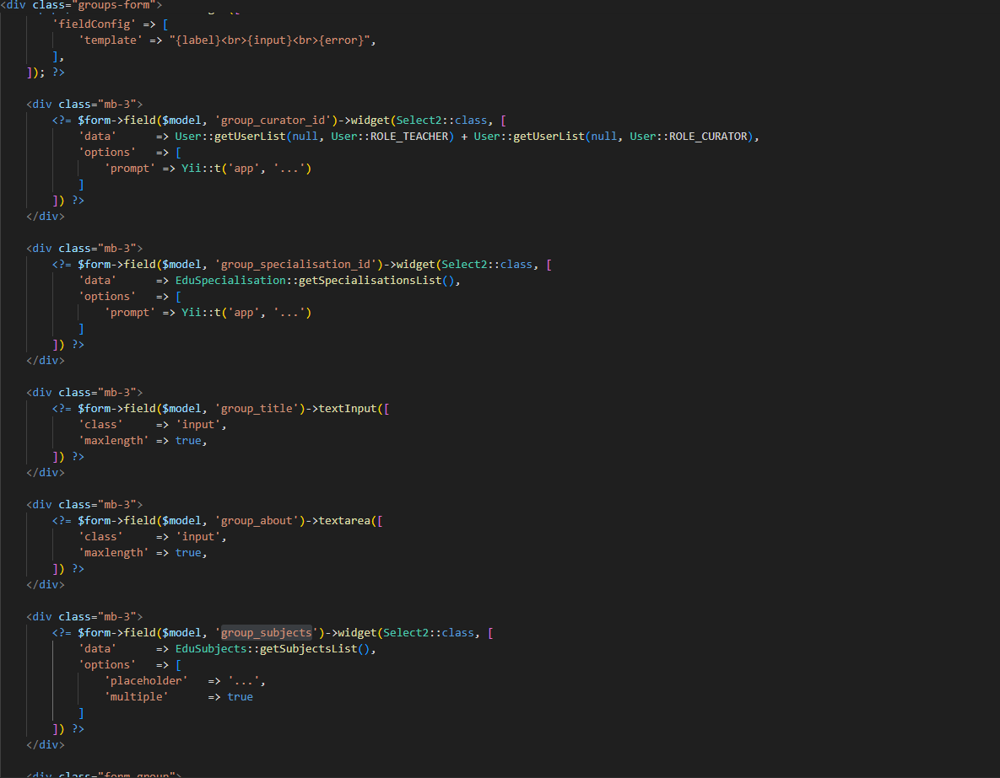 <div class="groups-form">
'fieldConfig' => [
'template' => "{label}<br>{input}<br>{error}",
],
]); ?>
<div class="mb-3">
<?= $form->field($model, 'group_curator_id')->widget(Select2::class, [
'data' => User::getUserList(null, User::ROLE_TEACHER) + User::getUserList(null, User::ROLE_CURATOR),
'options' => [
'prompt' => Yii::t('app', '...')
]
]) ?>
</div>
<div class="mb-3">
<?= $form->field($model, 'group_specialisation_id')->widget(Select2::class, [
'data' => EduSpecialisation::getSpecialisationsList(),
'options' => [
'prompt' => Yii::t('app', '...')
]
]) ?>
</div>
<div class="mb-3">
<?= $form->field($model, 'group_title')->textInput([
'class' => 'input',
'maxlength' => true,
]) ?>
</div>
<div class="mb-3">
<?= $form->field($model, 'group_about')->textarea([
'class' => 'input',
'maxlength' => true,
]) ?>
</div>
<div class="mb-3">
<?= $form->field($model, 'group_subjects')->widget(Select2::class, [
'data' => EduSubjects::getSubjectsList(),
'options' => [
'placeholder' => '...',
'multiple' => true
]
]) ?>
</div>
<div class="form-group">